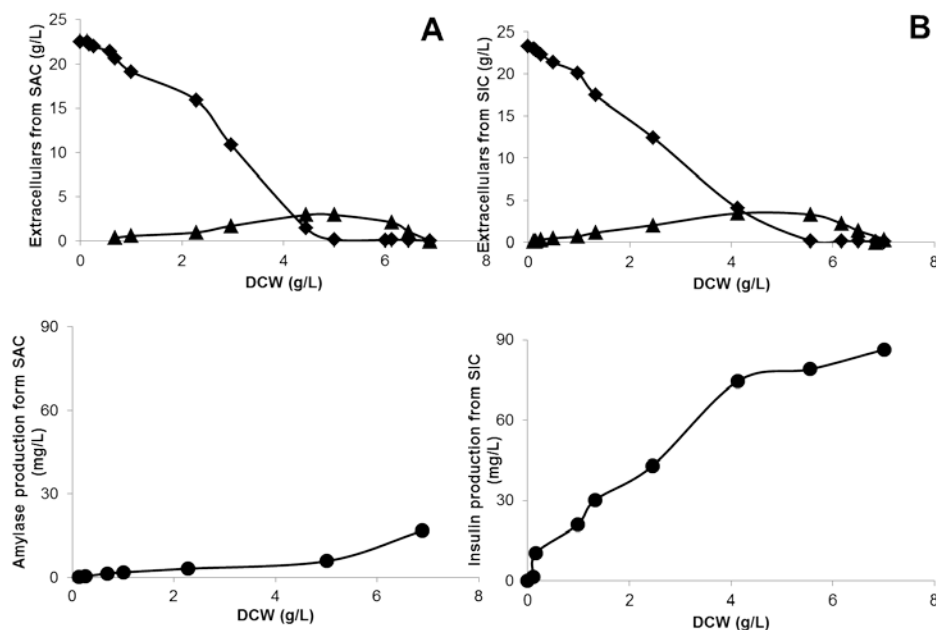 A
Extracellulars from SAC (g/L)
25
20
15
10
5
0
0 2 4 6 8
DCW (g/L)
B
Extracellulars from SIC (g/L)
25
20
15
10
5
0
0 2 4 6 8
DCW (g/L)
Amylase production form SAC
(mg/L)
90
60
30
0
0 2 4 6 8
DCW (g/L)
Insulin production from SIC
(mg/L)
90
60
30
0
0 2 4 6 8
DCW (g/L)